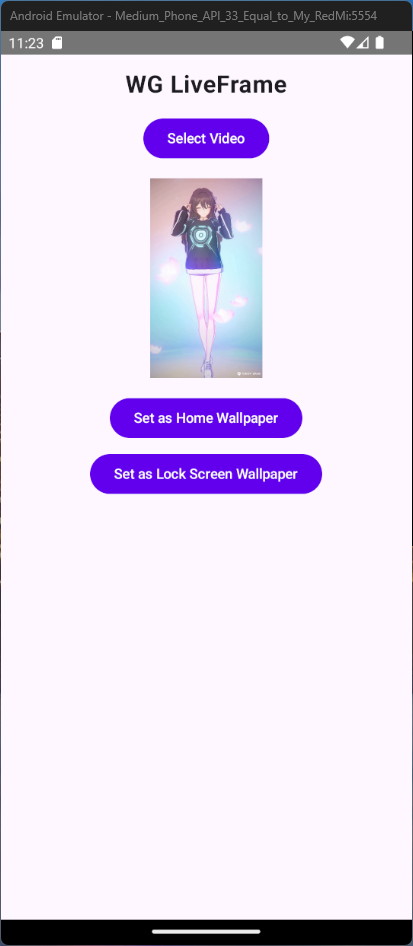 Android Emulator - Medium_Phone_API_33_Equal_to_My_RedMi:5554
11:23
WG LiveFrame
Select Video
Set as Home Wallpaper
Set as Lock Screen Wallpaper